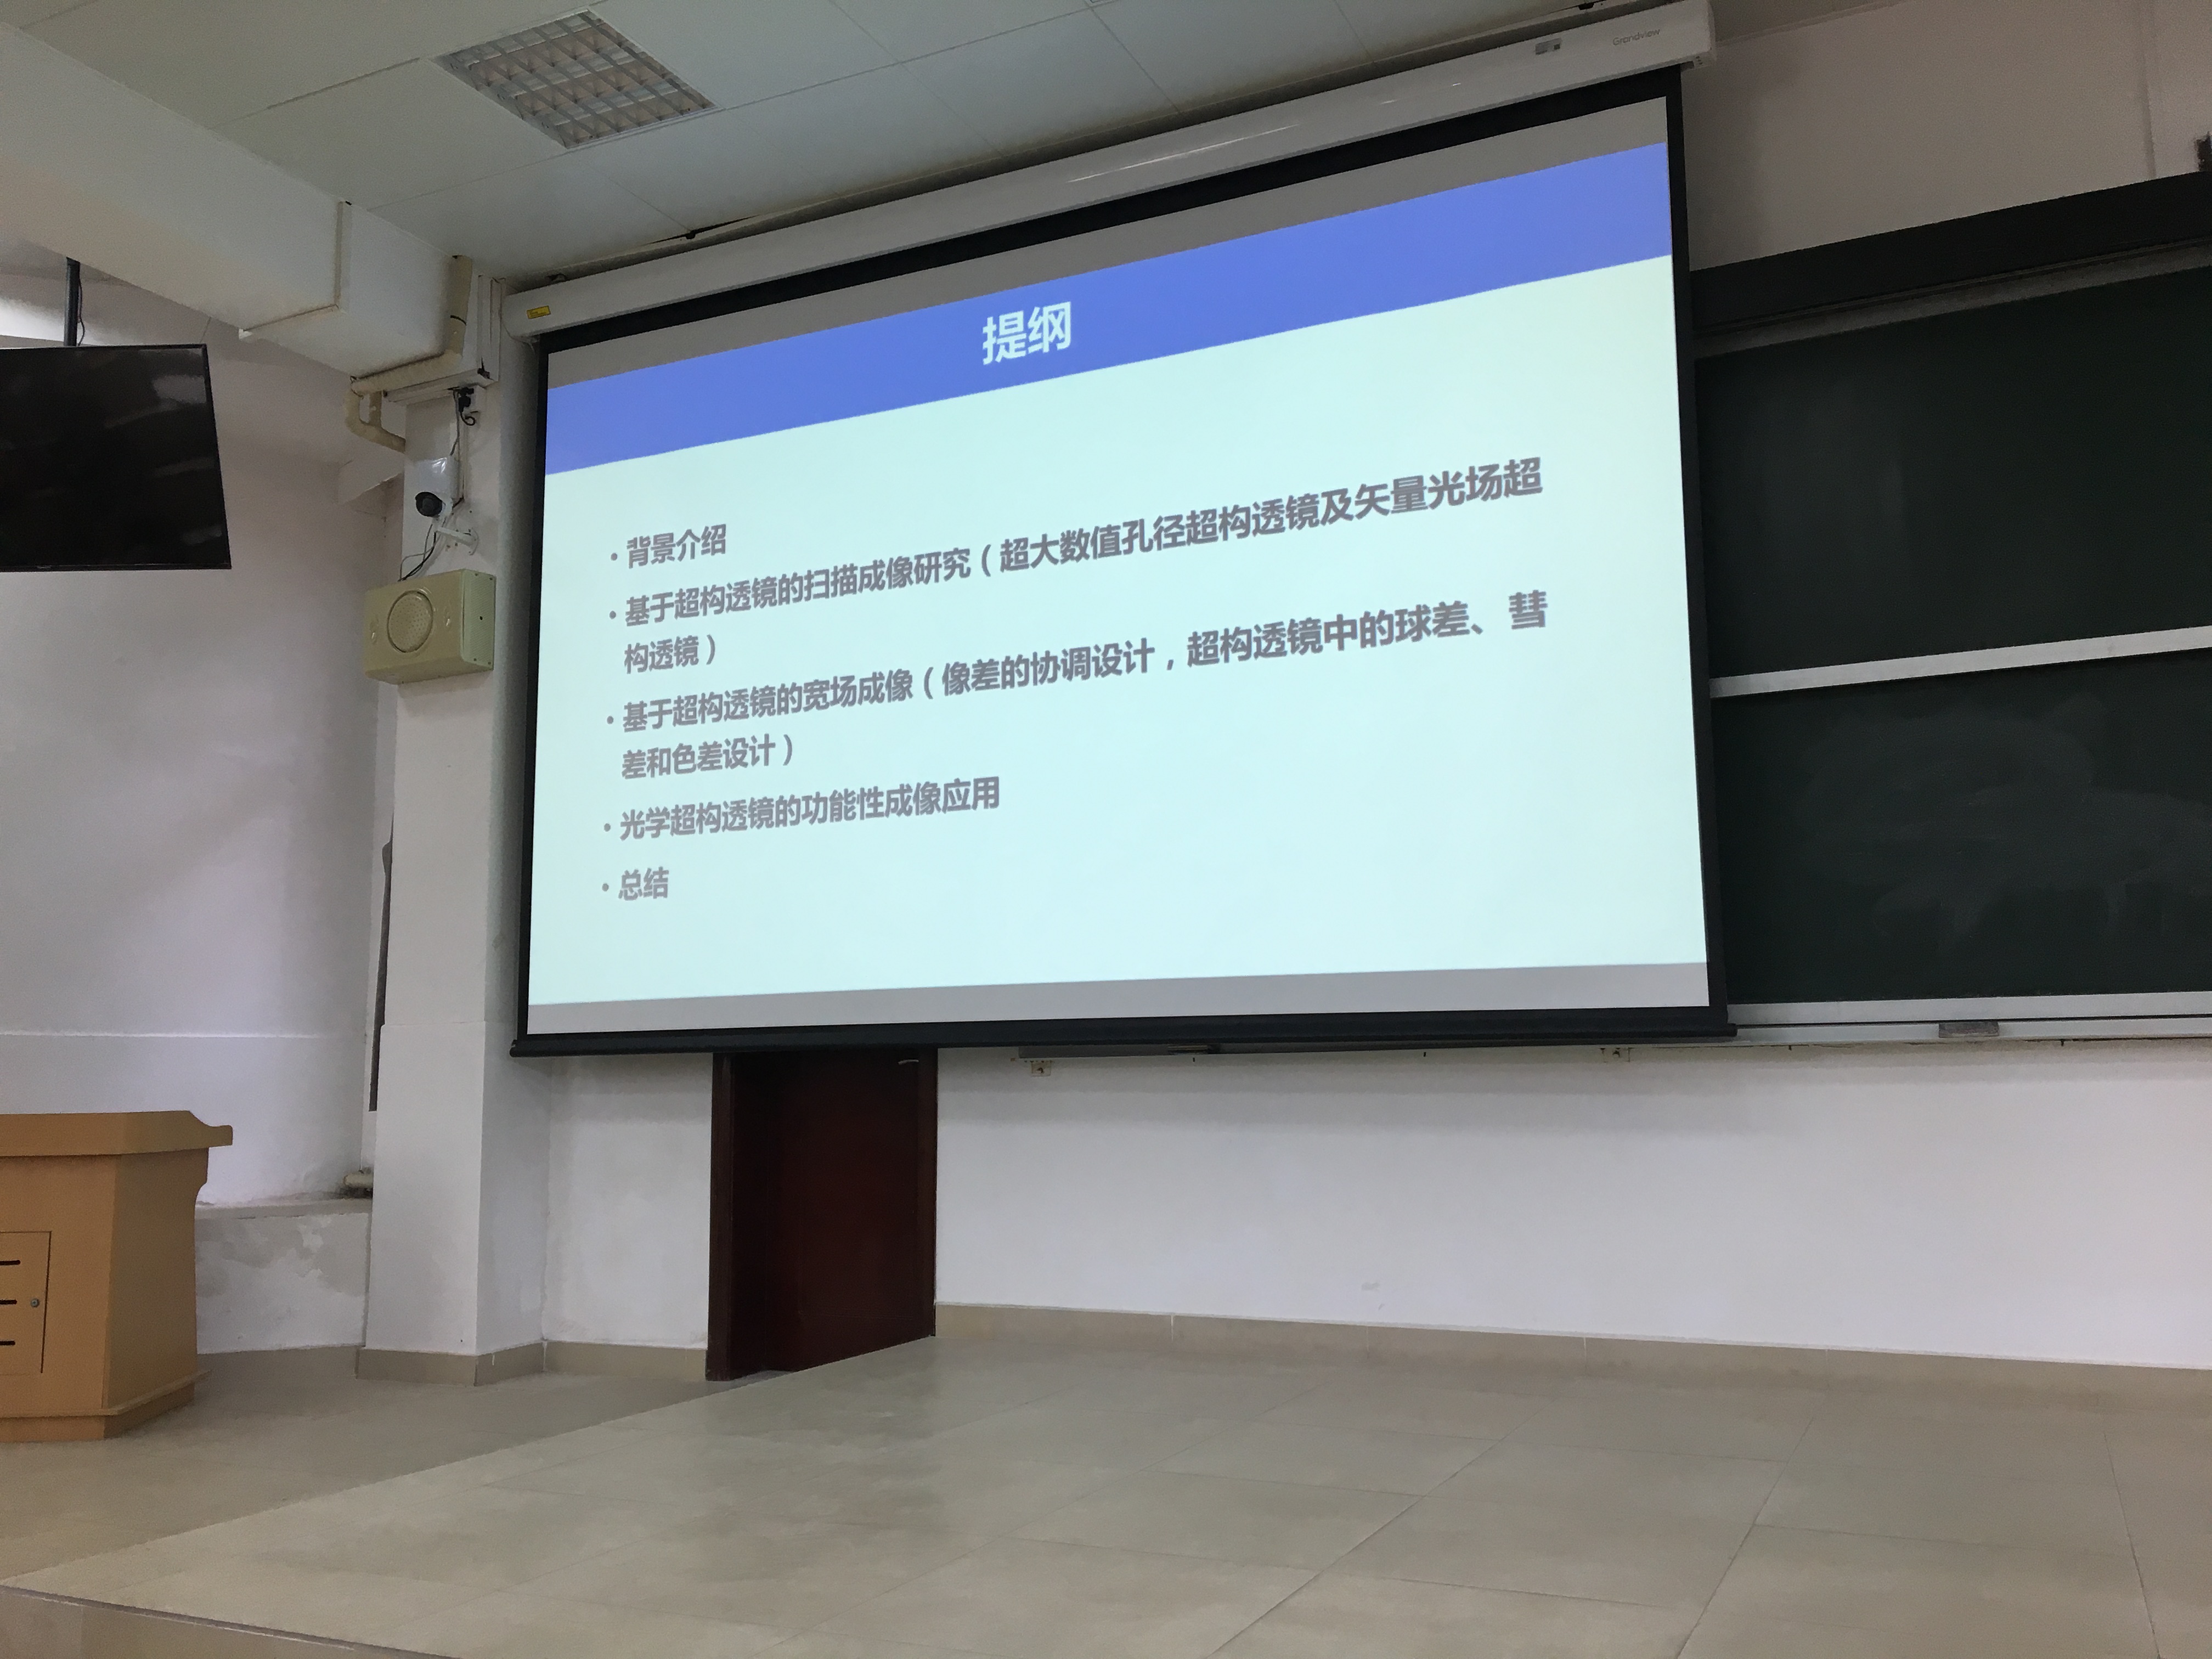 Grandview
提纲
• 背景介绍
• 基于超构透镜的扫描成像研究（超大数值孔径超构透镜及矢量光场超
构透镜）
• 基于超构透镜的宽场成像（像差的协调设计，超构透镜中的球差、彗
差和色差设计）
• 光学超构透镜的功能性成像应用
• 总结